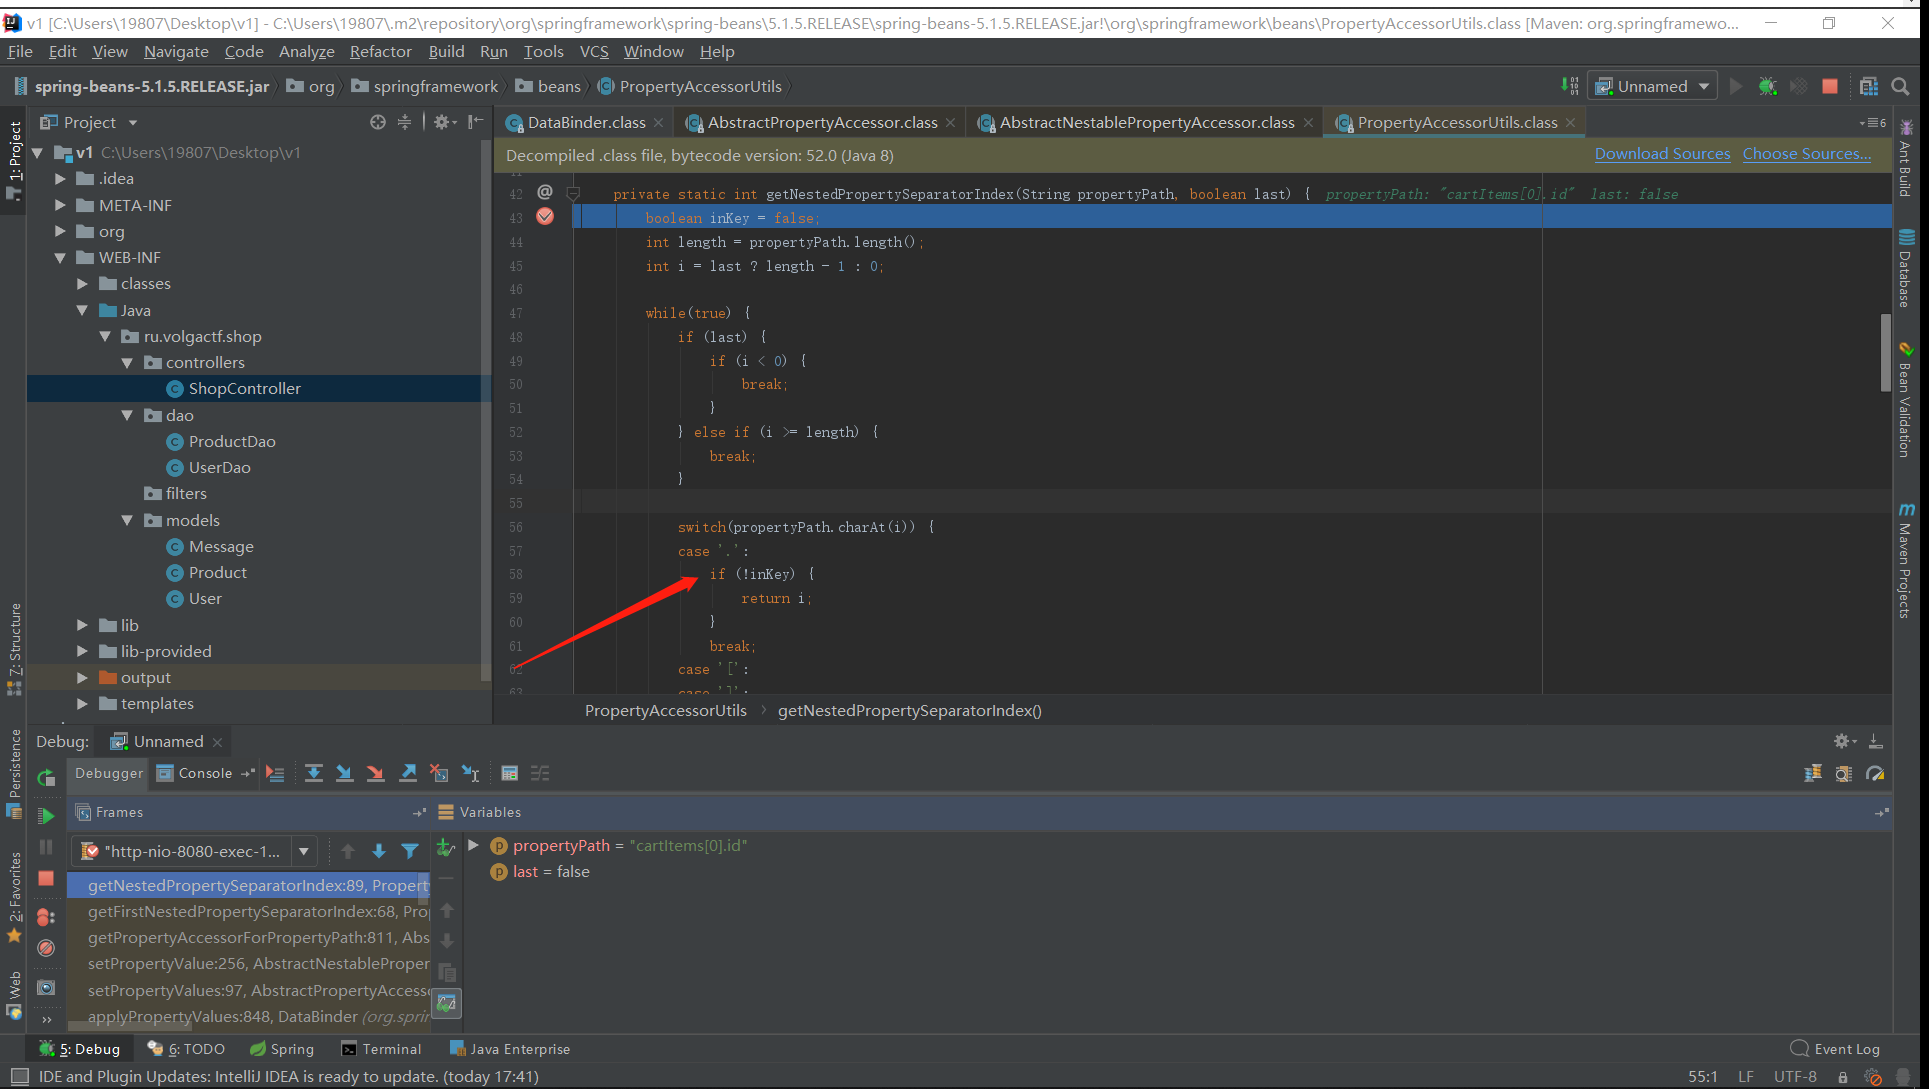 v1 [C:\Users\19807\Desktop\v1] - C:\Users\19807\.m2\repository\org\springframework\spring-beans\5.1.5.RELEASE\spring-beans-5.1.5.RELEASE.jar!\org\springframework\beans\PropertyAccessorUtils.class [Maven: org.springframewo...
File Edit View Navigate Code Analyze Refactor Build Run Tools VCS Window Help
spring-beans-5.1.5.RELEASE.jar org springframework beans PropertyAccessorUtils Unnamed
Project DataBinder.class AbstractPropertyAccessor.class AbstractNestablePropertyAccessor.class PropertyAccessorUtils.class 6
1: Project
Z: Structure
Persistence
2: Favorites
Web
v1 C:\Users\19807\Desktop\v1
.idea
META-INF
org
WEB-INF
classes
Java
ru.volgactf.shop
controllers
ShopController
dao
ProductDao
UserDao
filters
models
Message
Product
User
lib
lib-provided
output
templates
Decompiled .class file, bytecode version: 52.0 (Java 8) Download Sources Choose Sources...
42 @ private static int getNestedPropertySeparatorIndex(String propertyPath, boolean last) { propertyPath: "cartItems[0].id" last: false
43 boolean inKey = false;
44 int length = propertyPath.length();
45 int i = last ? length - 1 : 0;
46
47 while(true) {
48 if (last) {
49 if (i < 0) {
50 break;
51 }
52 } else if (i >= length) {
53 break;
54 }
55
56 switch(propertyPath.charAt(i)) {
57 case '.':
58 if (!inKey) {
59 return i;
60 }
61 break;
62 case '[':
63 case ']':
PropertyAccessorUtils getNestedPropertySeparatorIndex()
Ant Build
Database
Bean Validation
Maven Projects
Debug: Unnamed
Debugger Console
Frames Variables
"http-nio-8080-exec-1...
getNestedPropertySeparatorIndex:89, Propert
getFirstNestedPropertySeparatorIndex:68, Pro
getPropertyAccessorForPropertyPath:811, Abs
setPropertyValue:256, AbstractNestableProper
setPropertyValues:97, AbstractPropertyAccess
applyPropertyValues:848, DataBinder (org.sprin
propertyPath = "cartItems[0].id"
last = false
5: Debug 6: TODO Spring Terminal Java Enterprise Event Log
IDE and Plugin Updates: IntelliJ IDEA is ready to update. (today 17:41) 55:1 LF UTF-8